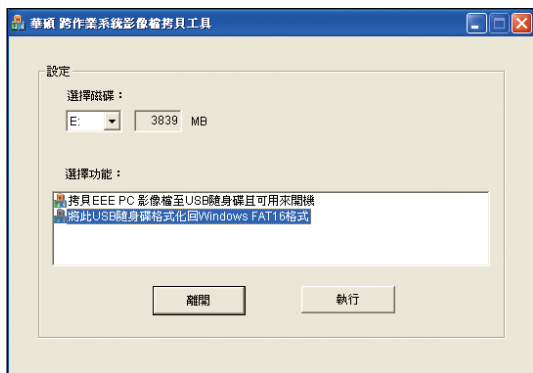 華碩 跨作業系統影像檔拷貝工具
設定
選擇磁碟：
E: 3839 MB
選擇功能：
拷貝EEE PC 影像檔至USB隨身碟且可用來開機
將此USB隨身碟格式化回Windows FAT16格式
離開 執行